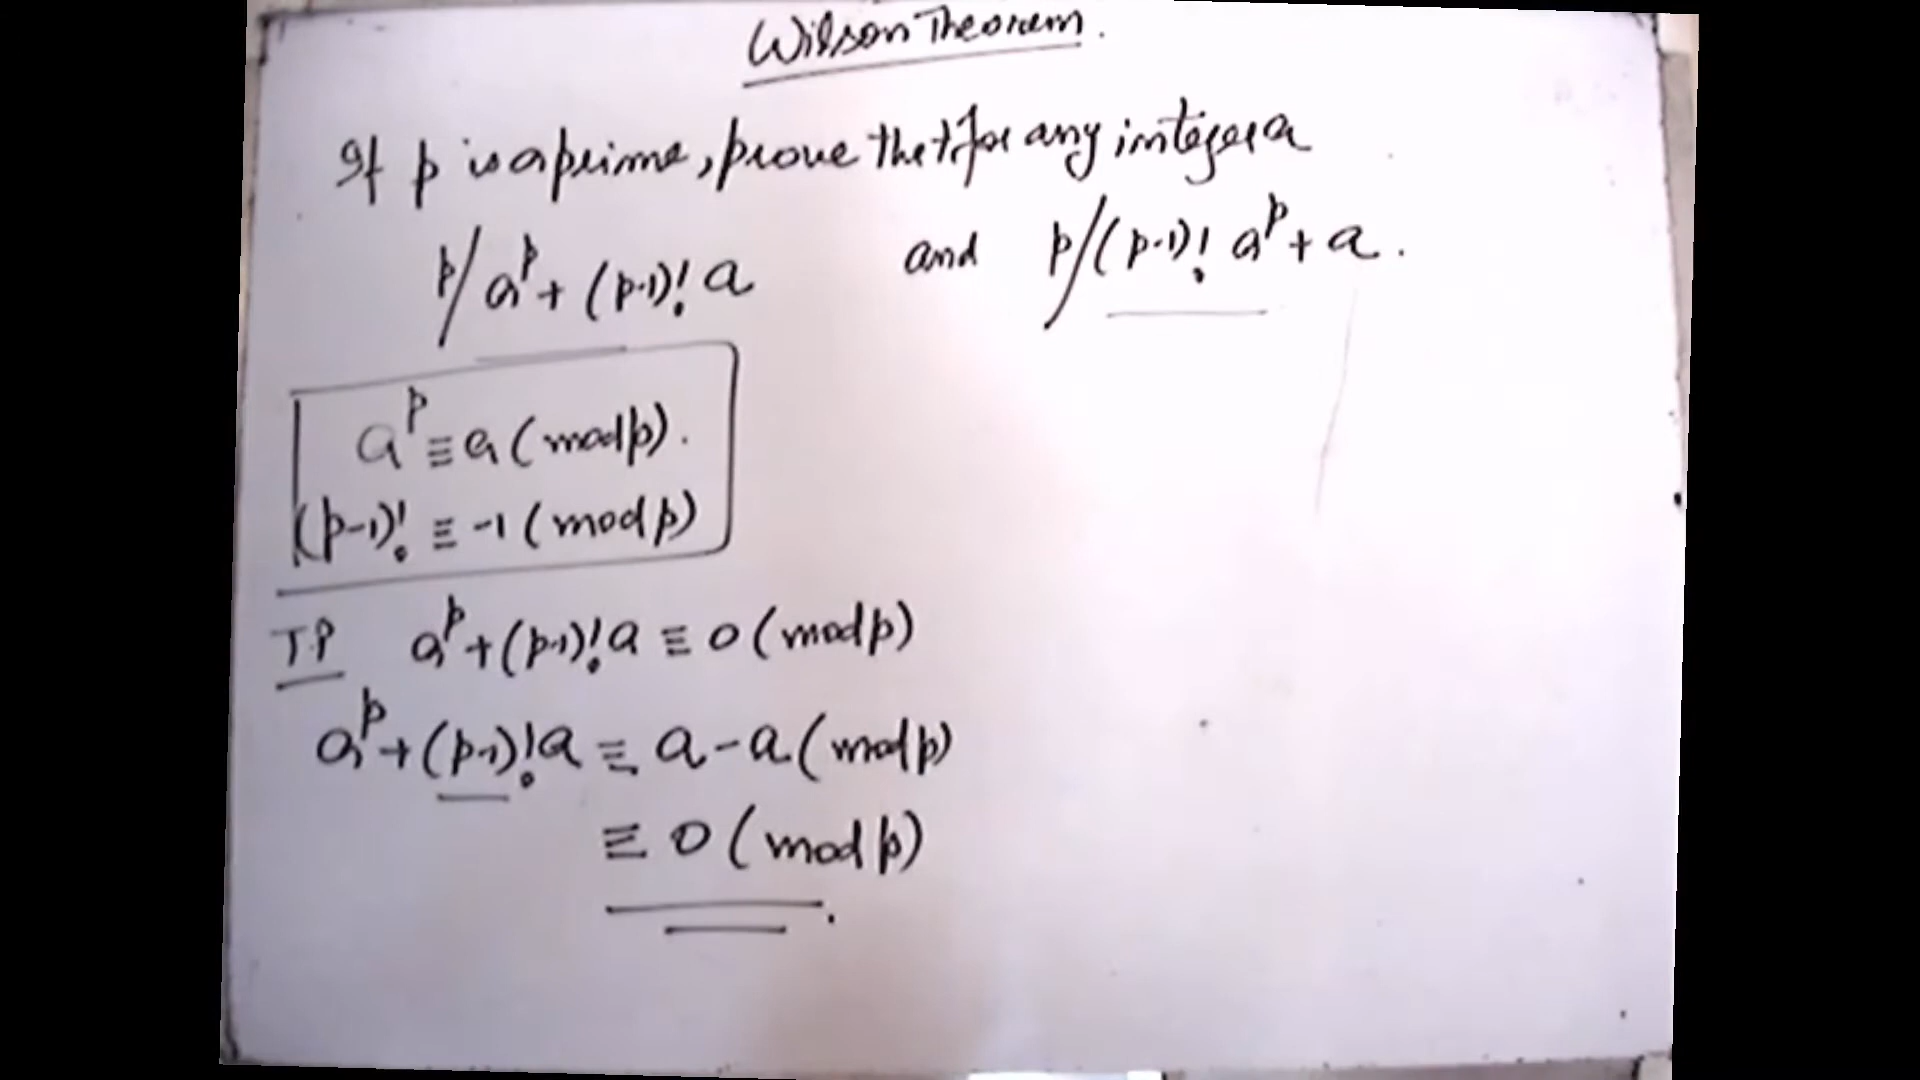 Wilson Theorem.
If p is a prime, prove that for any integer a
p/a^p + (p-1)! a and p/(p-1)! a^p + a.
a^p ≡ a (mod p).
(p-1)! ≡ -1 (mod p)
T.P a^p + (p-1)! a ≡ 0 (mod p)
a^p + (p-1)! a ≡ a - a (mod p)
≡ 0 (mod p)